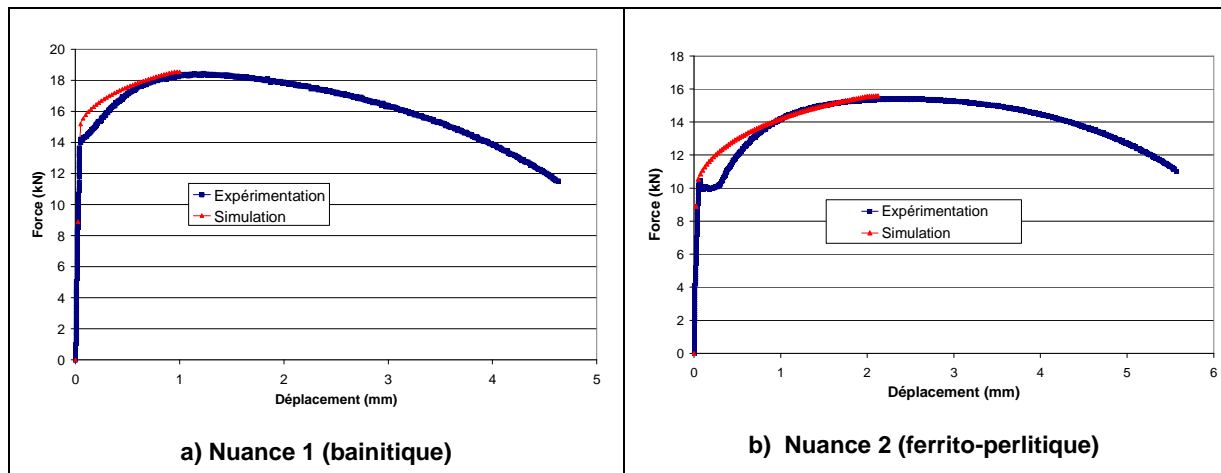 20
18
16
14
12
10
8
6
4
2
0
Force (kN)
Expérimentation
Simulation
0 1 2 3 4 5
Déplacement (mm)
a) Nuance 1 (bainitique)
18
16
14
12
10
8
6
4
2
0
Force (kN)
Expérimentation
Simulation
0 1 2 3 4 5 6
Déplacement (mm)
b) Nuance 2 (ferrito-perlitique)